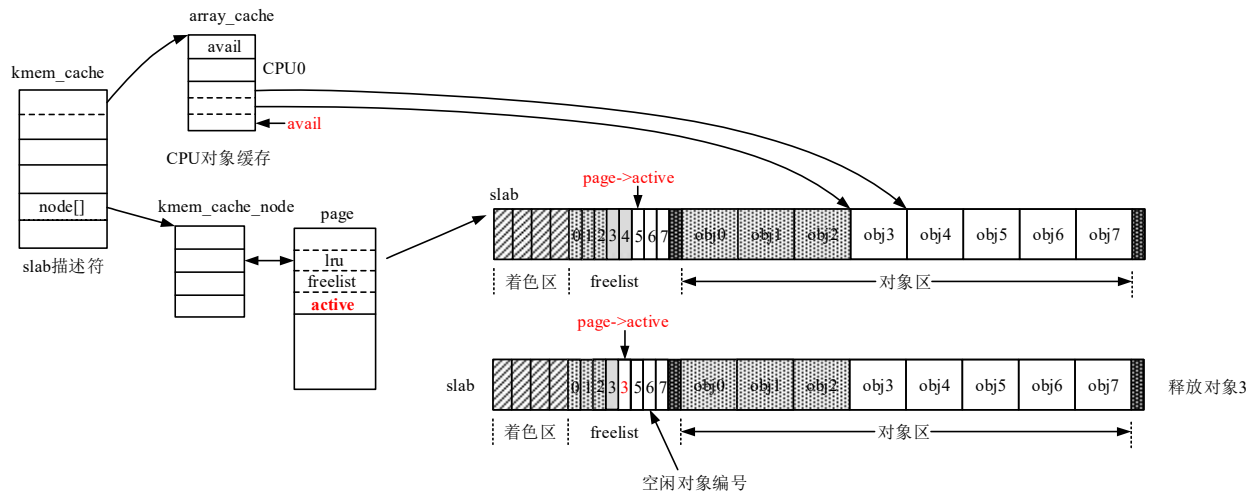 array_cache
avail
CPU0
kmem_cache
avail
CPU对象缓存
node[]
slab描述符
kmem_cache_node
page
lru
freelist
active
page->active
slab
0 1 2 3 4 5 6 7
obj0 obj1 obj2 obj3 obj4 obj5 obj6 obj7
着色区 freelist 对象区
page->active
slab
0 1 2 3 3 5 6 7
obj0 obj1 obj2 obj3 obj4 obj5 obj6 obj7
释放对象3
着色区 freelist 对象区
空闲对象编号